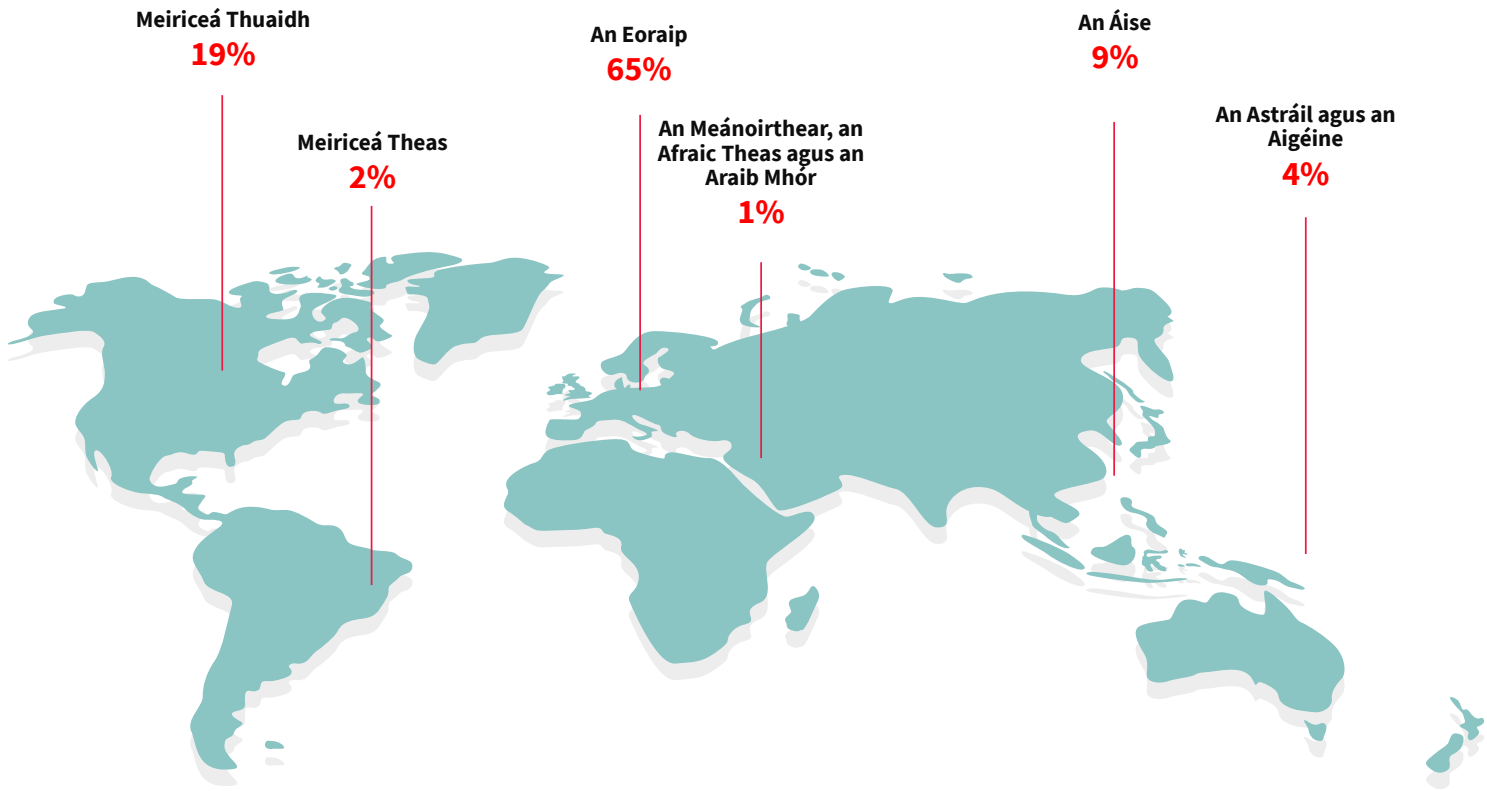 Meiriceá Thuaidh
19%
Meiriceá Theas
2%
An Eoraip
65%
An Meánoirthear, an
Afraic Theas agus an
Araib Mhór
1%
An Áise
9%
An Astráil agus an
Aigéine
4%